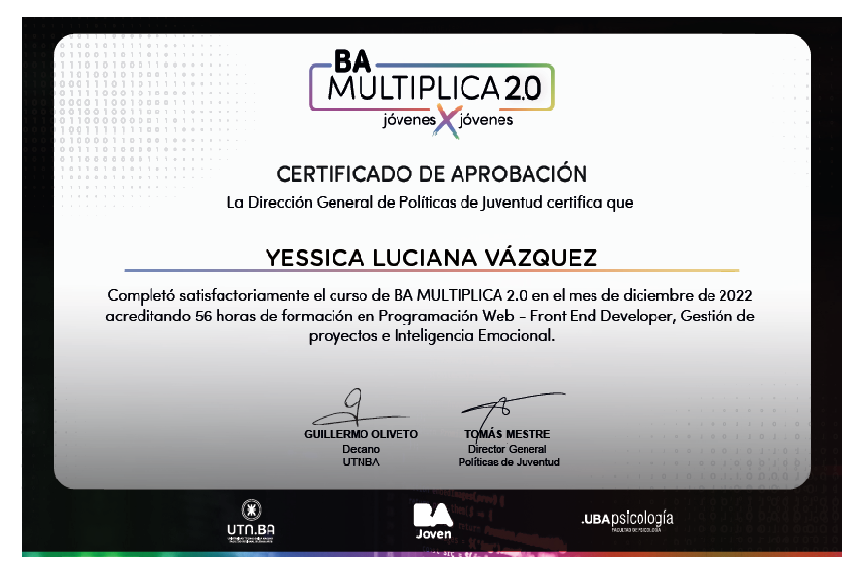 BA
MULTIPLICA 2.0
jóvenes X jóvenes
CERTIFICADO DE APROBACIÓN
La Dirección General de Políticas de Juventud certifica que
YESSICA LUCIANA VÁZQUEZ
Completó satisfactoriamente el curso de BA MULTIPLICA 2.0 en el mes de diciembre de 2022
acreditando 56 horas de formación en Programación Web - Front End Developer, Gestión de
proyectos e Inteligencia Emocional.
GUILLERMO OLIVETO
Decano
UTNBA
TOMÁS MESTRE
Director General
Políticas de Juventud
UTN.BA
BA
Joven
.UBApsicología
FACULTAD DE PSICOLOGÍA